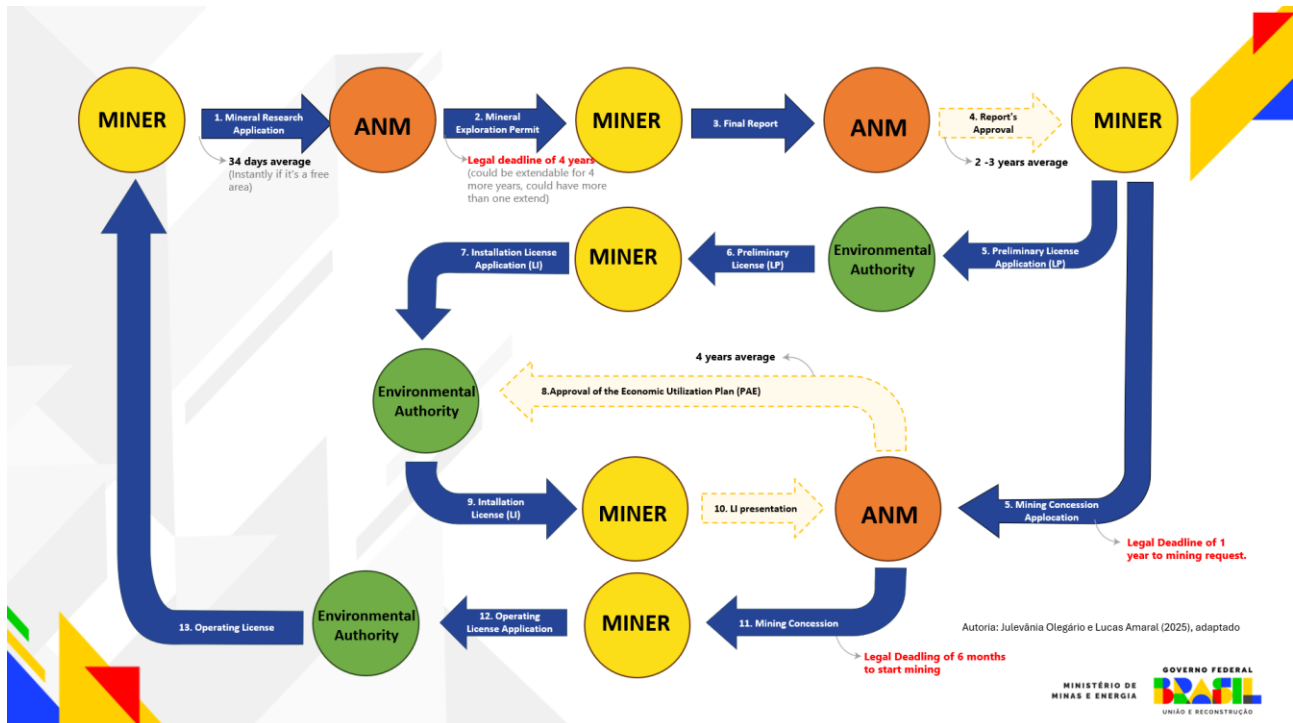 MINER
1. Mineral Research
Application
34 days average
(Instantly if it's a free
area)
ANM
2. Mineral
Exploration Permit
Legal deadline of 4 years
(could be extendable for 4
more years, could have more
than one extend)
MINER
3. Final Report
ANM
4. Report's
Approval
2 -3 years average
MINER
5. Preliminary License
Application (LP)
Environmental
Authority
6. Preliminary
License (LP)
MINER
7. Installation License
Application (LI)
Environmental
Authority
4 years average
8.Approval of the Economic Utilization Plan (PAE)
9. Intallation
License (LI)
MINER
10. LI presentation
ANM
5. Mining Concession
Applocation
Legal Deadline of 1
year to mining request.
11. Mining Concession
Legal Deadling of 6 months
to start mining
MINER
12. Operating
License Application
Environmental
Authority
13. Operating License
Autoria: Julevânia Olegário e Lucas Amaral (2025), adaptado
MINISTÉRIO DE
MINAS E ENERGIA
GOVERNO FEDERAL
BRASIL
UNIÃO E RECONSTRUÇÃO